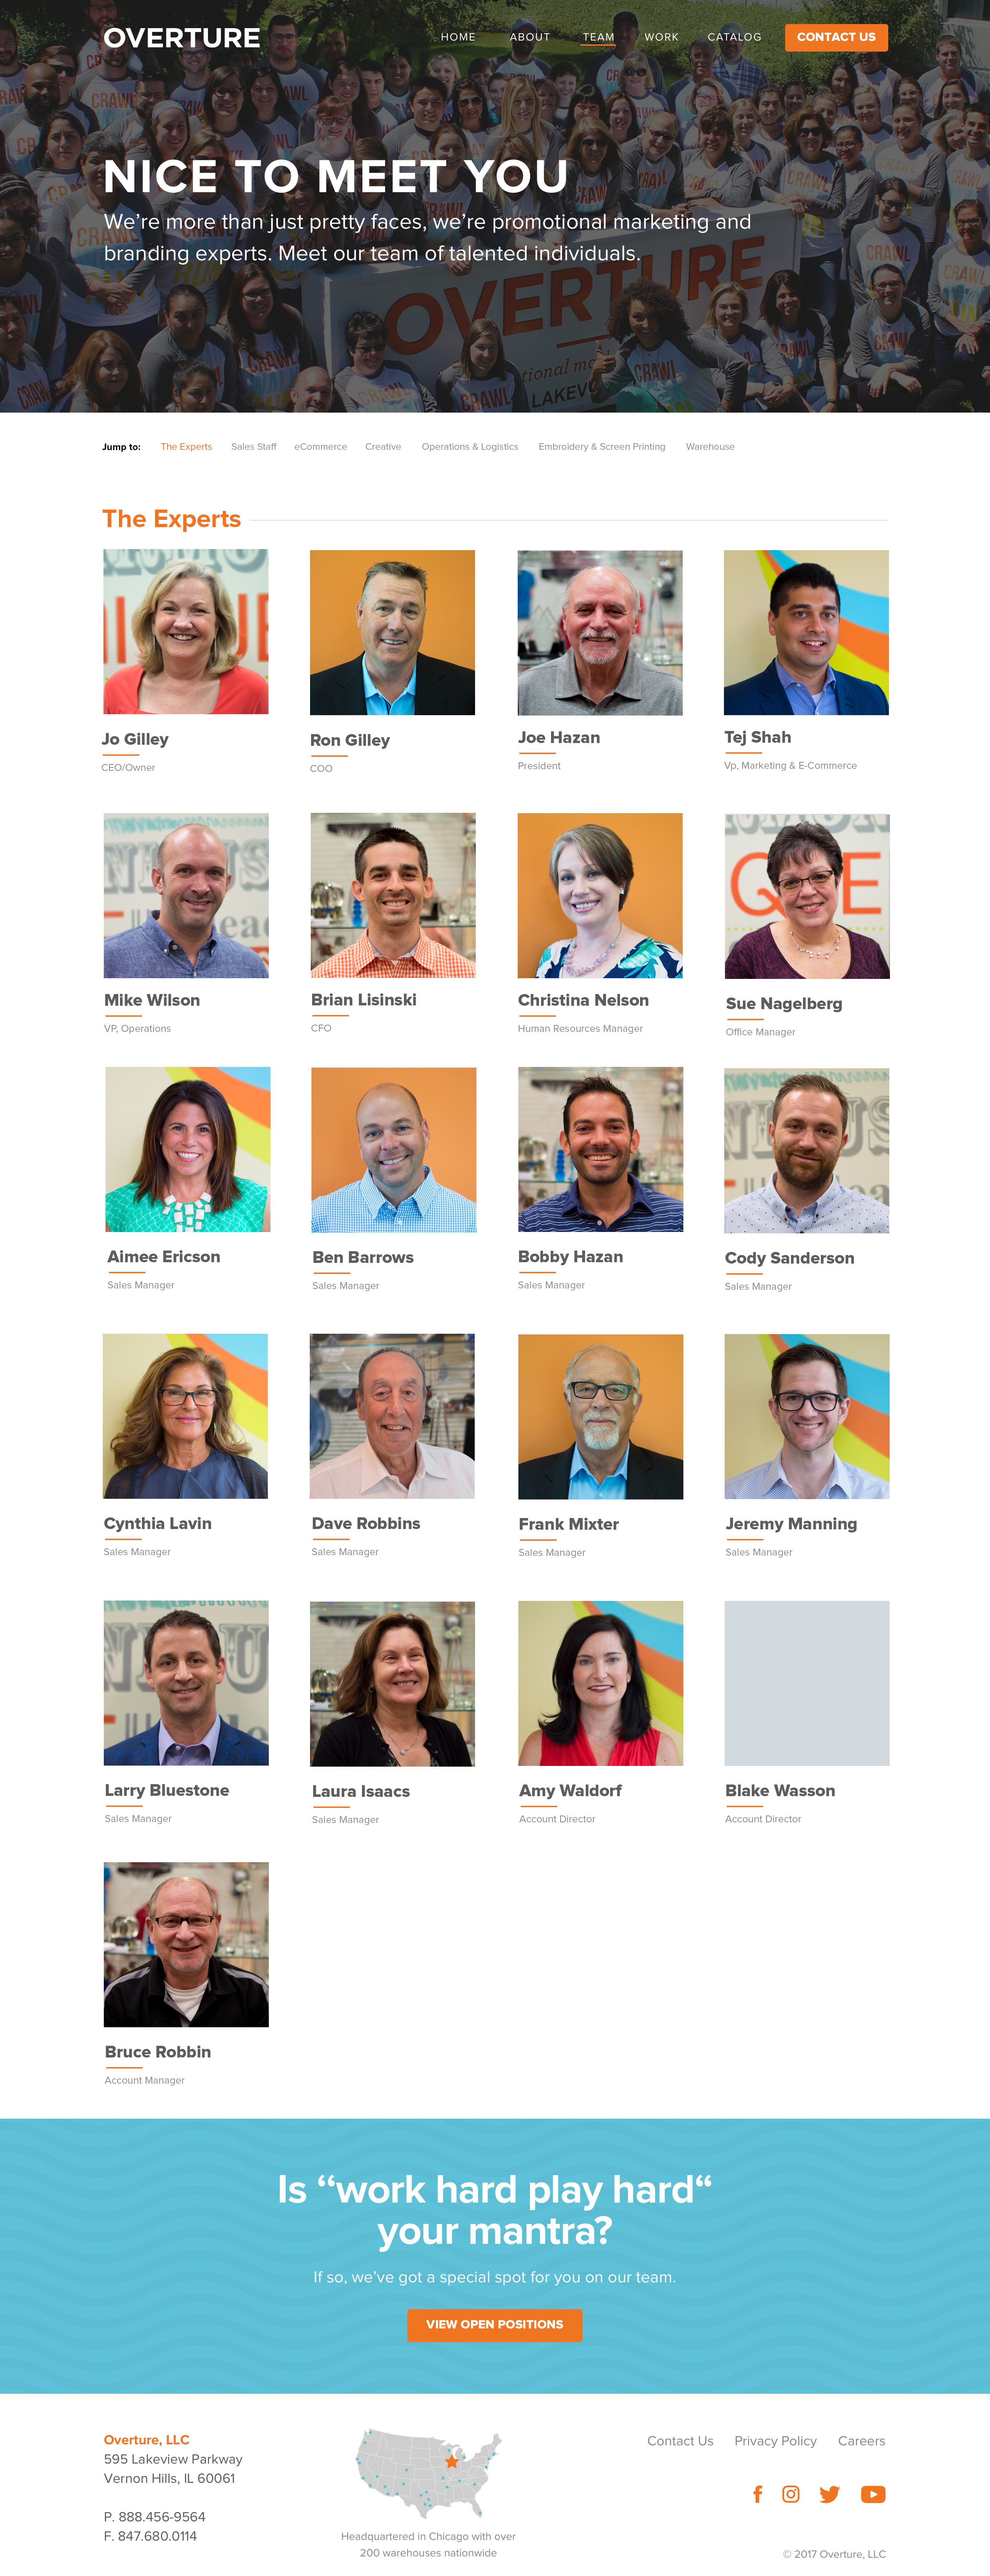 OVERTURE
HOME ABOUT TEAM WORK CATALOG CONTACT US
NICE TO MEET YOU
We’re more than just pretty faces, we’re promotional marketing and
branding experts. Meet our team of talented individuals.
OVERTURE
LAKEV
Jump to: The Experts Sales Staff eCommerce Creative Operations & Logistics Embroidery & Screen Printing Warehouse
The Experts
Jo Gilley
CEO/Owner
Ron Gilley
COO
Joe Hazan
President
Tej Shah
Vp, Marketing & E-Commerce
Mike Wilson
VP, Operations
Brian Lisinski
CFO
Christina Nelson
Human Resources Manager
Sue Nagelberg
Office Manager
Aimee Ericson
Sales Manager
Ben Barrows
Sales Manager
Bobby Hazan
Sales Manager
Cody Sanderson
Sales Manager
Cynthia Lavin
Sales Manager
Dave Robbins
Sales Manager
Frank Mixter
Sales Manager
Jeremy Manning
Sales Manager
Larry Bluestone
Sales Manager
Laura Isaacs
Sales Manager
Amy Waldorf
Account Director
Blake Wasson
Account Director
Bruce Robbin
Account Manager
Is “work hard play hard“
your mantra?
If so, we’ve got a special spot for you on our team.
VIEW OPEN POSITIONS
Overture, LLC
595 Lakeview Parkway
Vernon Hills, IL 60061
P. 888.456-9564
F. 847.680.0114
Headquartered in Chicago with over
200 warehouses nationwide
Contact Us Privacy Policy Careers
© 2017 Overture, LLC